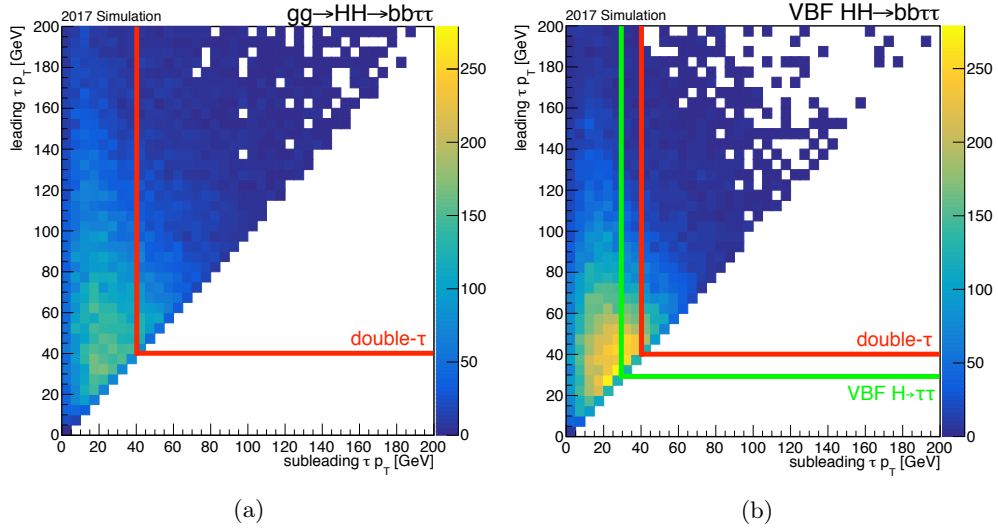 2017 Simulation
gg→HH→bbττ
leading τ p_T [GeV]
200
180
160
140
120
100
80
60
40
20
0
0 20 40 60 80 100 120 140 160 180 200
subleading τ p_T [GeV]
250
200
150
100
50
0
double-τ
(a)
2017 Simulation
VBF HH→bbττ
leading τ p_T [GeV]
200
180
160
140
120
100
80
60
40
20
0
0 20 40 60 80 100 120 140 160 180 200
subleading τ p_T [GeV]
250
200
150
100
50
0
double-τ
VBF H→ττ
(b)